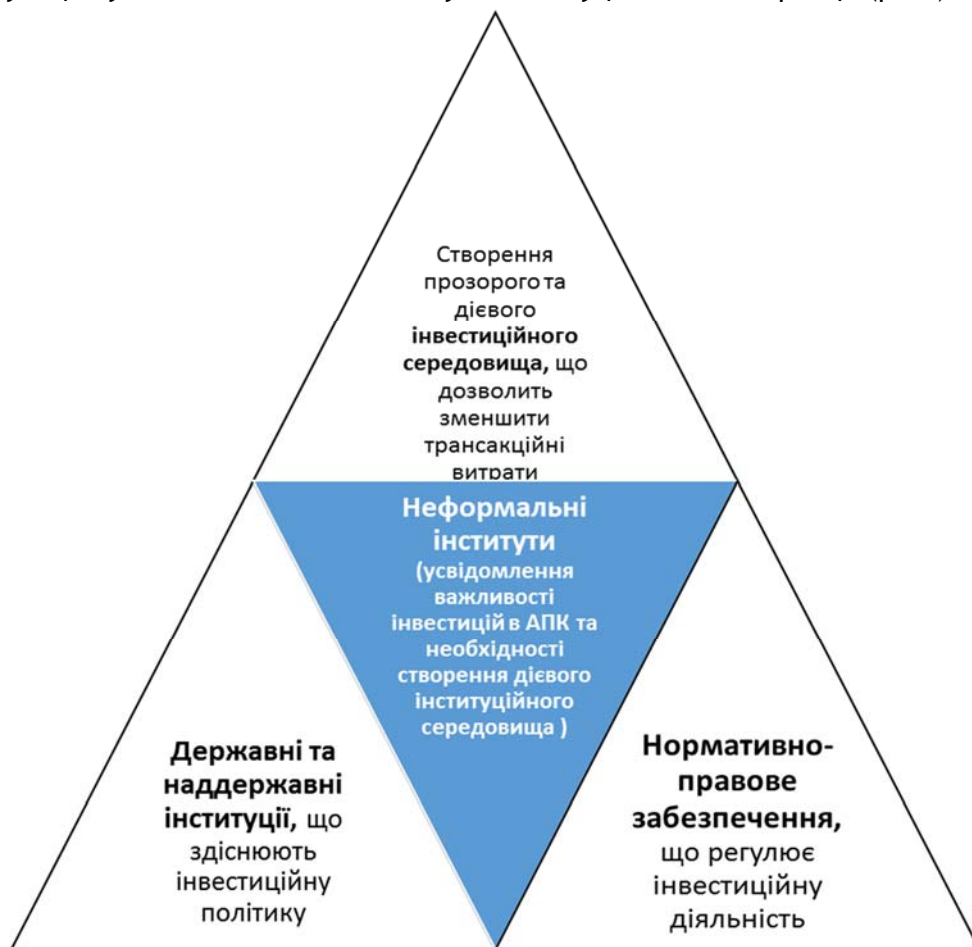 Створення
прозорого та
дієвого
інвестиційного
середовища, що
дозволить
зменшити
трансакційні
витрати
Неформальні
інститути
(усвідомлення
важливості
інвестицій в АПК та
необхідності
створення дієвого
інституційного
середовища )
Державні та
наддержавні
інституції, що
здіснюють
інвестиційну
політику
Нормативно-
правове
забезпечення,
що регулює
інвестиційну
діяльність